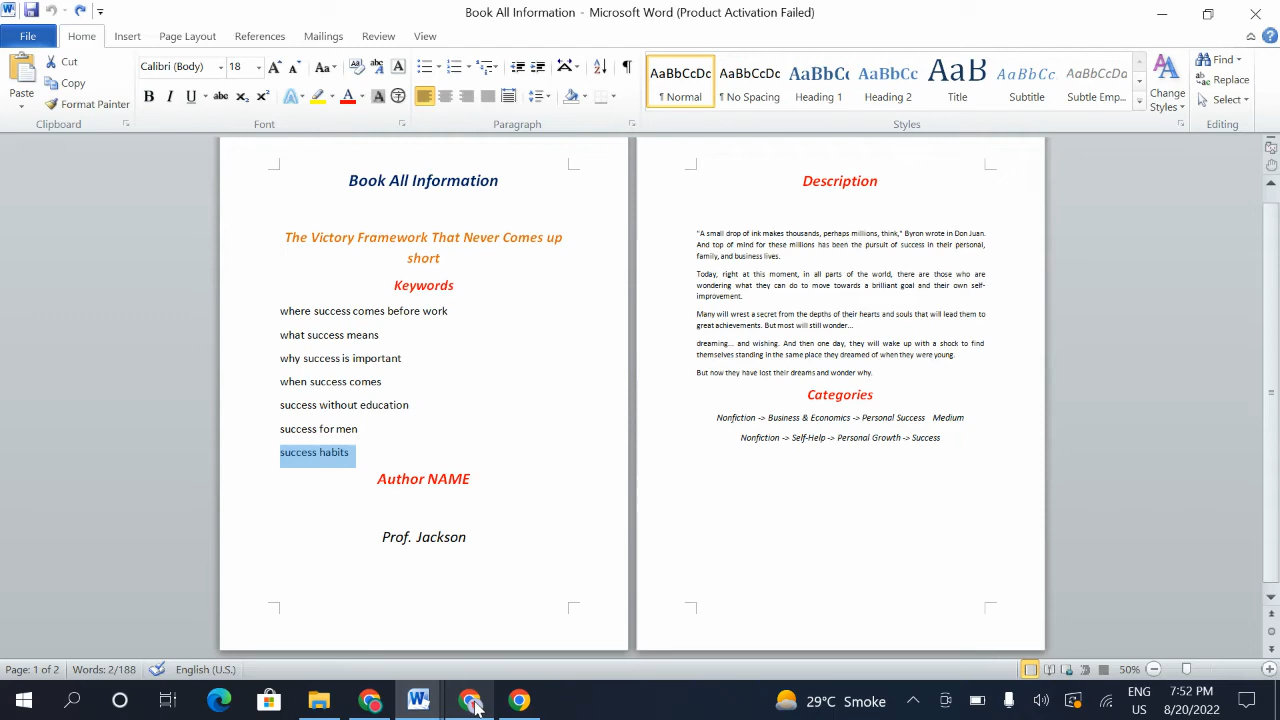 Book All Information - Microsoft Word (Product Activation Failed)
File Home Insert Page Layout References Mailings Review View
Paste
Cut
Copy
Format Painter
Clipboard
Calibri (Body) 18
Font
Paragraph
AaBbCcDc
¶ Normal
AaBbCcDc
¶ No Spacing
AaBbCc
Heading 1
AaBbCc
Heading 2
AaB
Title
AaBbCc.
Subtitle
AaBbCcDc
Subtle Emp...
Styles
Change
Styles
Find
Replace
Select
Editing
Book All Information
The Victory Framework That Never Comes up
short
Keywords
where success comes before work
what success means
why success is important
when success comes
success without education
success for men
success habits
Author NAME
Prof. Jackson
Description
"A small drop of ink makes thousands, perhaps millions, think," Byron wrote in Don Juan.
And top of mind for these millions has been the pursuit of success in their personal,
family, and business lives.
Today, right at this moment, in all parts of the world, there are those who are
wondering what they can do to move towards a brilliant goal and their own self-
improvement.
Many will wrest a secret from the depths of their hearts and souls that will lead them to
great achievements. But most will still wonder...
dreaming... and wishing. And then one day, they will wake up with a shock to find
themselves standing in the same place they dreamed of when they were young.
But now they have lost their dreams and wonder why.
Categories
Nonfiction -> Business & Economics -> Personal Success Medium
Nonfiction -> Self-Help -> Personal Growth -> Success
Page: 1 of 2 Words: 2/188 English (U.S.) 50%
29°C Smoke
ENG
US
7:52 PM
8/20/2022